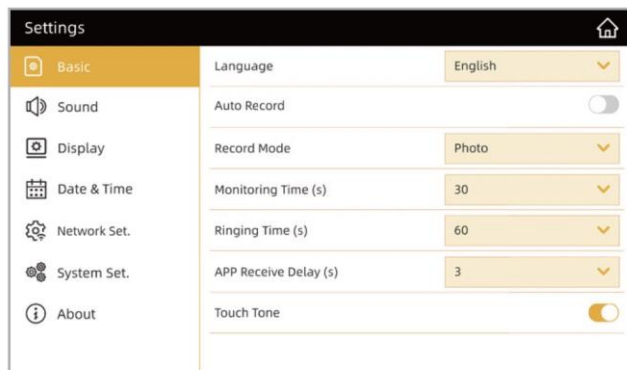 Settings
Basic
Sound
Display
Date & Time
Network Set.
System Set.
About
Language English
Auto Record
Record Mode Photo
Monitoring Time (s) 30
Ringing Time (s) 60
APP Receive Delay (s) 3
Touch Tone